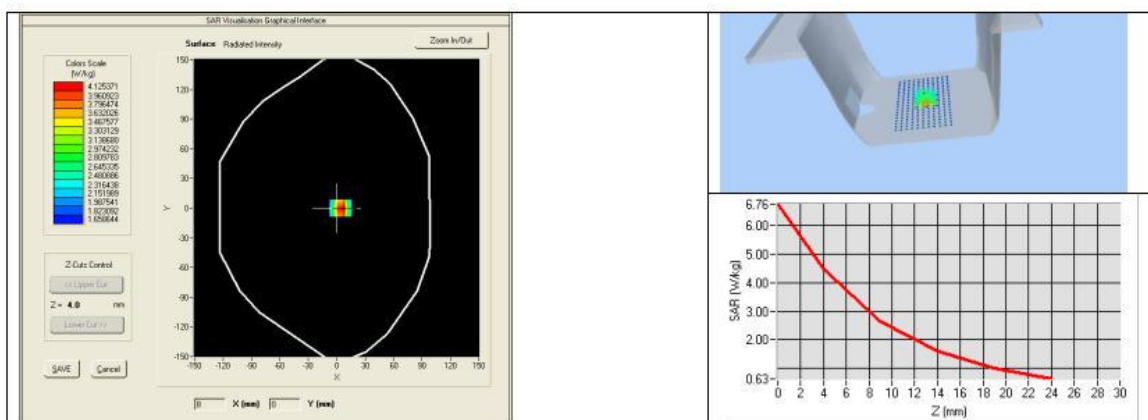 SAR Visualisation Graphical Interface
Surface Radiated Intensity
Zoom In/Out
Colors Scale
(W/kg)
4.125371
3.960923
3.796474
3.632026
3.467577
3.303129
3.138680
2.974232
2.809783
2.645335
2.480886
2.316438
2.151989
1.987541
1.823092
1.658644
Z-Cuts Control
<< Upper Cut
Z = 4.0 mm
Lower Cut >>
SAVE Cancel
150
120
90
60
30
0
-30
-60
-90
-120
-150
Y
-150 -120 -90 -60 -30 0 30 60 90 120 150
X
0 X (mm) 0 Y (mm)
6.76
6.00
5.00
4.00
3.00
2.00
0.63
SAR (W/kg)
0 2 4 6 8 10 12 14 16 18 20 22 24 26 28 30
Z (mm)